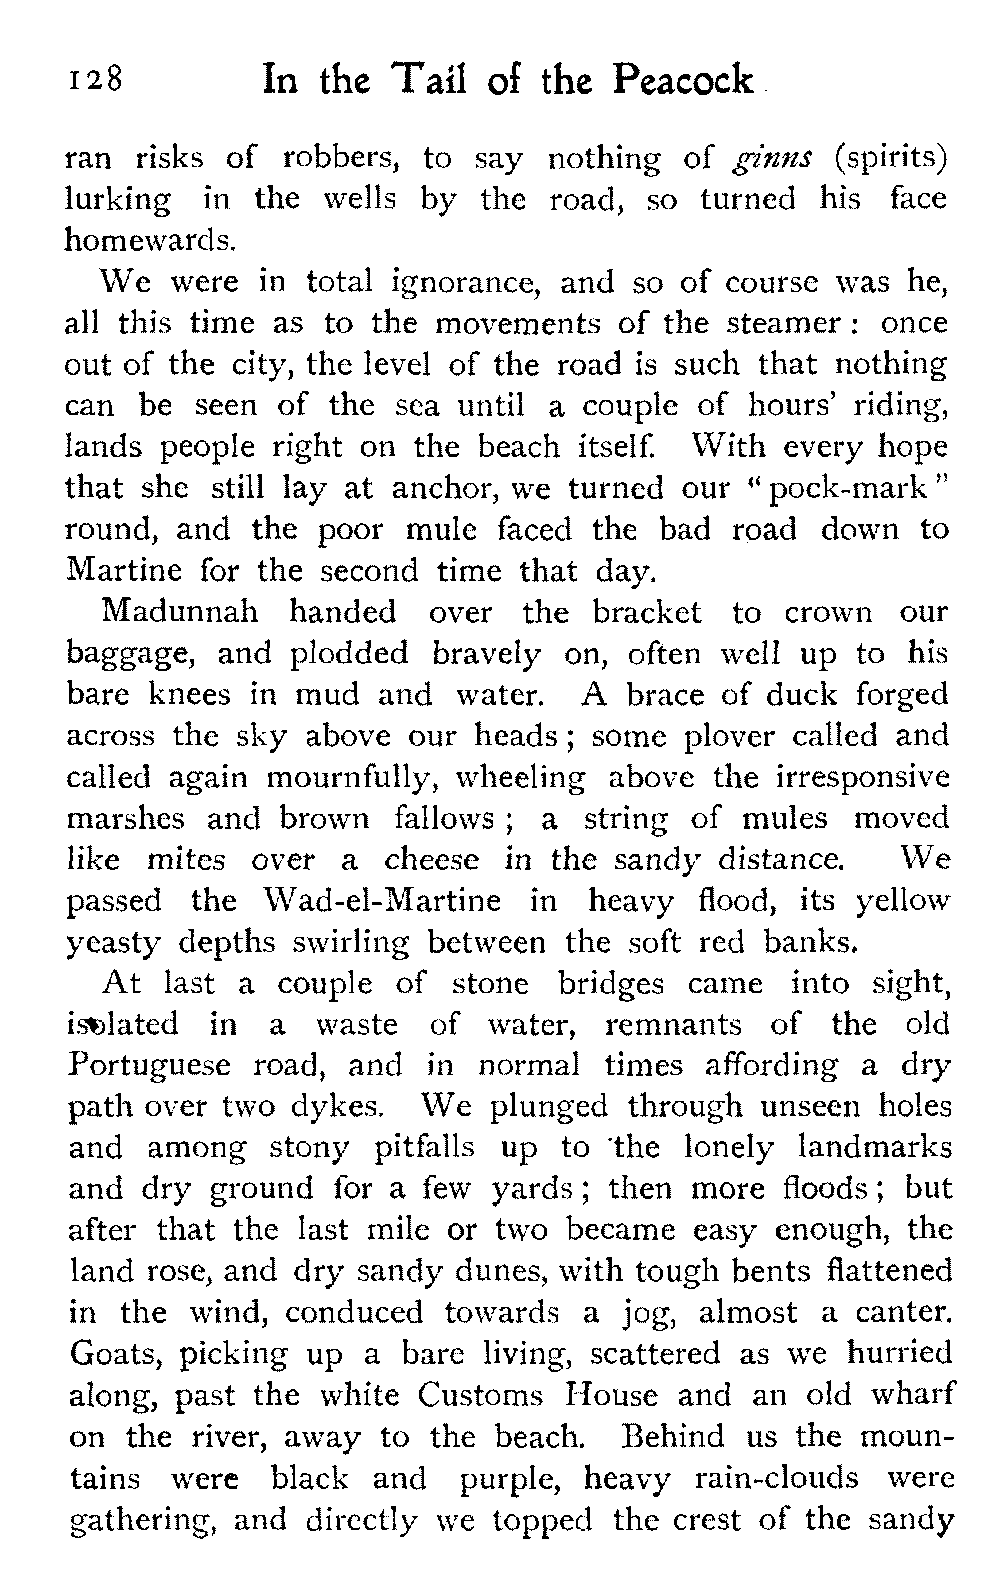 128 In the Tail of the Peacock
ran risks of robbers, to say nothing of ginns (spirits)
lurking in the wells by the road, so turned his face
homewards.
We were in total ignorance, and so of course was he,
all this time as to the movements of the steamer : once
out of the city, the level of the road is such that nothing
can be seen of the sea until a couple of hours’ riding,
lands people right on the beach itself. With every hope
that she still lay at anchor, we turned our “ pock-mark ”
round, and the poor mule faced the bad road down to
Martine for the second time that day.
Madunnah handed over the bracket to crown our
baggage, and plodded bravely on, often well up to his
bare knees in mud and water. A brace of duck forged
across the sky above our heads ; some plover called and
called again mournfully, wheeling above the irresponsive
marshes and brown fallows ; a string of mules moved
like mites over a cheese in the sandy distance. We
passed the Wad-el-Martine in heavy flood, its yellow
yeasty depths swirling between the soft red banks.
At last a couple of stone bridges came into sight,
isolated in a waste of water, remnants of the old
Portuguese road, and in normal times affording a dry
path over two dykes. We plunged through unseen holes
and among stony pitfalls up to the lonely landmarks
and dry ground for a few yards ; then more floods ; but
after that the last mile or two became easy enough, the
land rose, and dry sandy dunes, with tough bents flattened
in the wind, conduced towards a jog, almost a canter.
Goats, picking up a bare living, scattered as we hurried
along, past the white Customs House and an old wharf
on the river, away to the beach. Behind us the moun-
tains were black and purple, heavy rain-clouds were
gathering, and directly we topped the crest of the sandy